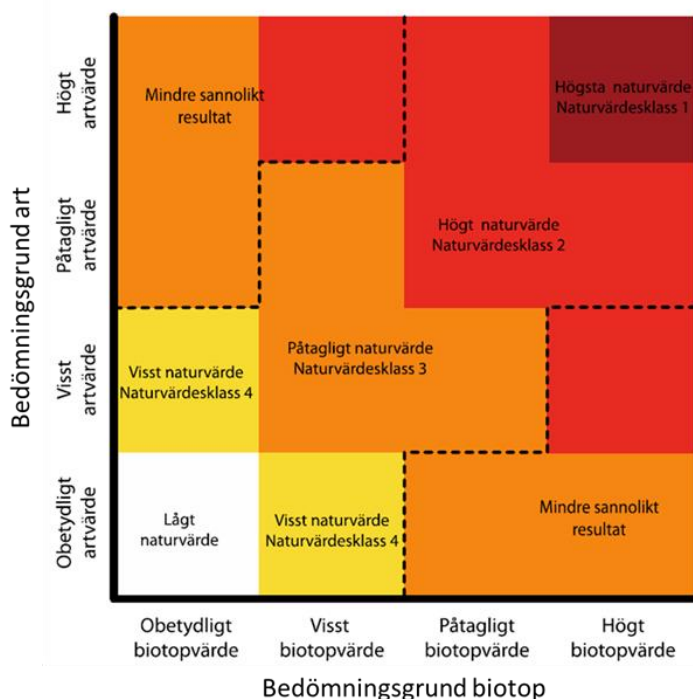 Bedömningsgrund art
Högt
artvärde
Påtagligt
artvärde
Visst
artvärde
Obetydligt
artvärde
Mindre sannolikt
resultat
Högsta naturvärde
Naturvärdesklass 1
Högt naturvärde
Naturvärdesklass 2
Påtagligt naturvärde
Naturvärdesklass 3
Visst naturvärde
Naturvärdesklass 4
Lågt
naturvärde
Visst naturvärde
Naturvärdesklass 4
Mindre sannolikt
resultat
Obetydligt
biotopvärde
Visst
biotopvärde
Påtagligt
biotopvärde
Högt
biotopvärde
Bedömningsgrund biotop